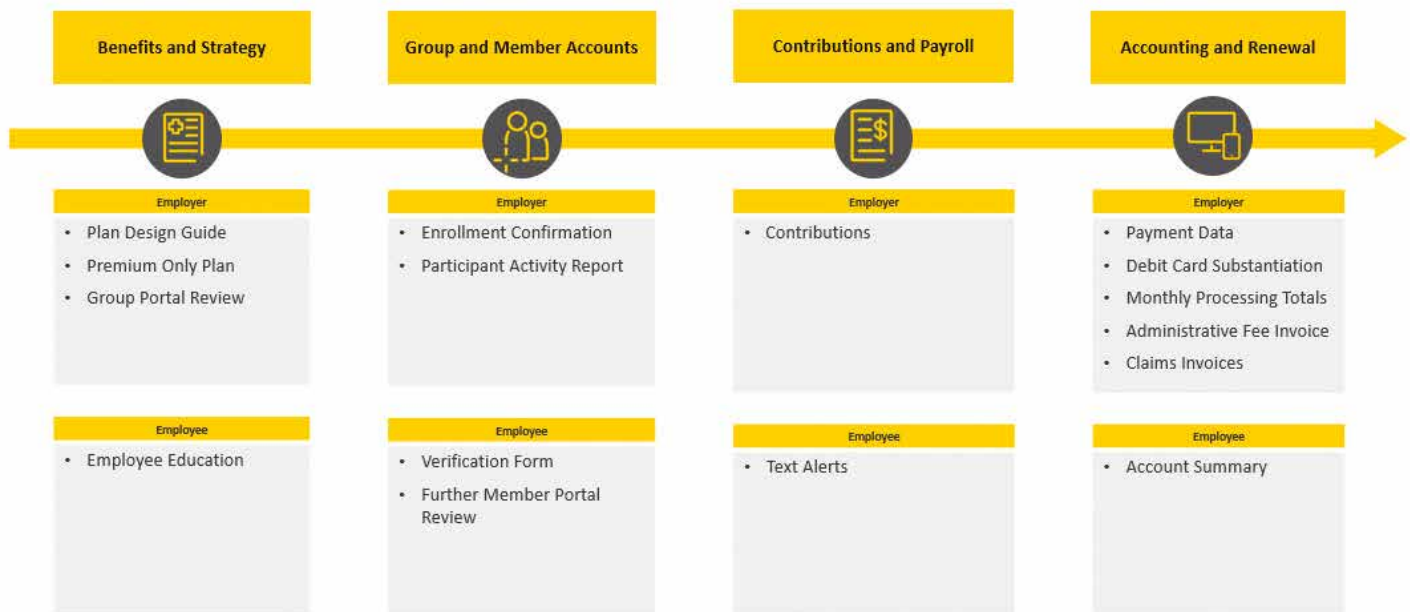 Benefits and Strategy
Group and Member Accounts
Contributions and Payroll
Accounting and Renewal
Employer
• Plan Design Guide
• Premium Only Plan
• Group Portal Review
Employer
• Enrollment Confirmation
• Participant Activity Report
Employer
• Contributions
Employer
• Payment Data
• Debit Card Substantiation
• Monthly Processing Totals
• Administrative Fee Invoice
• Claims Invoices
Employee
• Employee Education
Employee
• Verification Form
• Further Member Portal
Review
Employee
• Text Alerts
Employee
• Account Summary